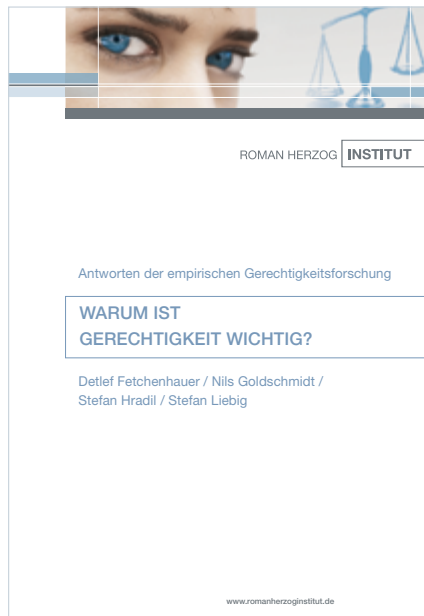 ROMAN HERZOG INSTITUT
Antworten der empirischen Gerechtigkeitsforschung
WARUM IST
GERECHTIGKEIT WICHTIG?
Detlef Fetchenhauer / Nils Goldschmidt /
Stefan Hradil / Stefan Liebig
www.romanherzoginstitut.de